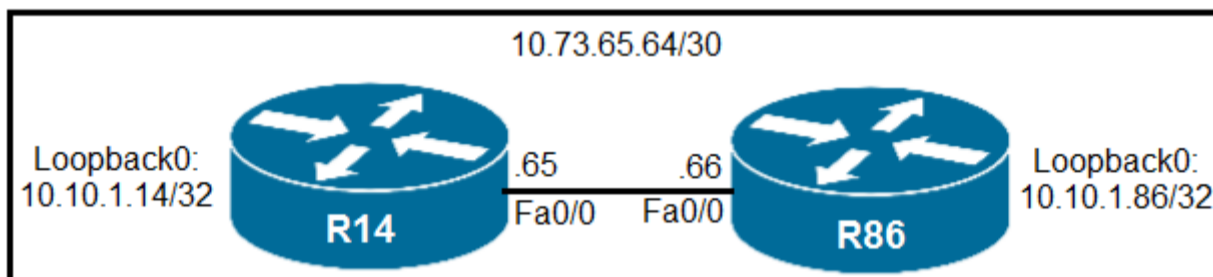 10.73.65.64/30
Loopback0:
10.10.1.14/32
.65
.66
Loopback0:
10.10.1.86/32
Fa0/0
Fa0/0
R14
R86